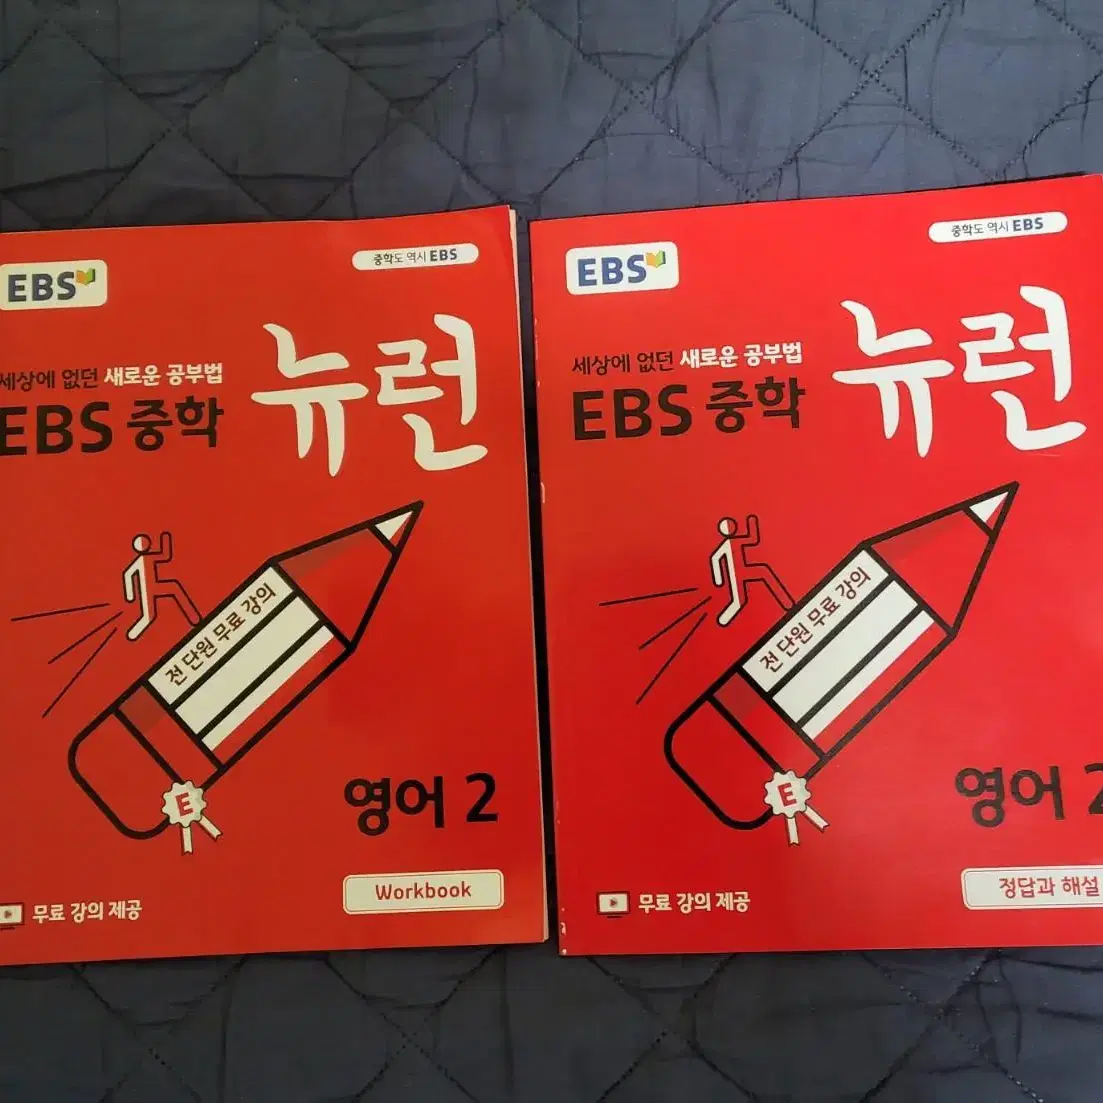 EBS
중학도 역시 EBS
세상에 없던 새로운 공부법
EBS 중학
뉴런
전 단원 무료 강의
E
영어 2
Workbook
무료 강의 제공
EBS
중학도 역시 EBS
세상에 없던 새로운 공부법
EBS 중학
뉴런
전 단원 무료 강의
E
영어 2
정답과 해설
무료 강의 제공